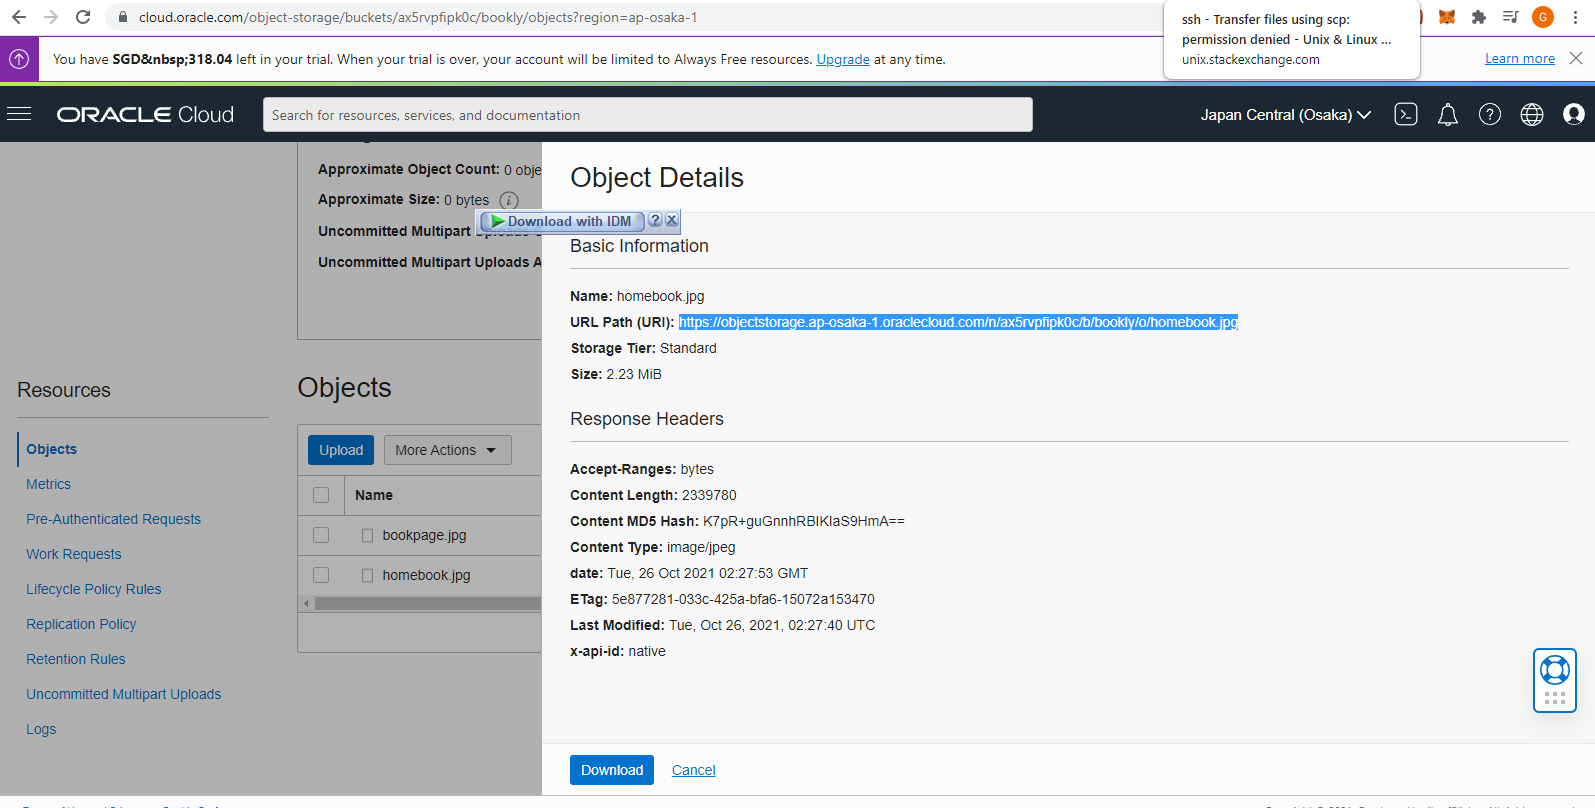 cloud.oracle.com/object-storage/buckets/ax5rvpfipk0c/bookly/objects?region=ap-osaka-1
G
ssh - Transfer files using scp:
permission denied - Unix & Linux ...
unix.stackexchange.com
You have SGD&nbsp;318.04 left in your trial. When your trial is over, your account will be limited to Always Free resources. Upgrade at any time.
Learn more
ORACLE Cloud
Search for resources, services, and documentation
Japan Central (Osaka)
Approximate Object Count: 0 obje
Approximate Size: 0 bytes
Download with IDM
Uncommitted Multipart
Uncommitted Multipart Uploads A
Object Details
Basic Information
Name: homebook.jpg
URL Path (URI): https://objectstorage.ap-osaka-1.oraclecloud.com/n/ax5rvpfipk0c/b/bookly/o/homebook.jpg
Storage Tier: Standard
Size: 2.23 MiB
Response Headers
Accept-Ranges: bytes
Content Length: 2339780
Content MD5 Hash: K7pR+guGnnhRBIKIaS9HmA==
Content Type: image/jpeg
date: Tue, 26 Oct 2021 02:27:53 GMT
ETag: 5e877281-033c-425a-bfa6-15072a153470
Last Modified: Tue, Oct 26, 2021, 02:27:40 UTC
x-api-id: native
Download
Cancel
Resources
Objects
Metrics
Pre-Authenticated Requests
Work Requests
Lifecycle Policy Rules
Replication Policy
Retention Rules
Uncommitted Multipart Uploads
Logs
Objects
Upload
More Actions
Name
bookpage.jpg
homebook.jpg